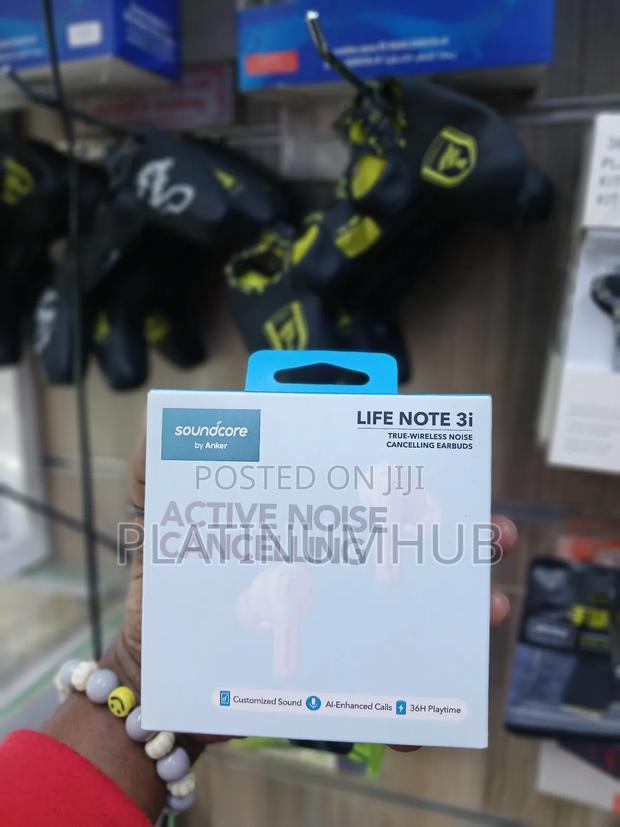 soundcore
by Anker
LIFE NOTE 3i
TRUE-WIRELESS NOISE
CANCELLING EARBUDS
POSTED ON JIJI
ACTIVE NOISE
CANCELLING
PLATINUMHUB
Customized Sound AI-Enhanced Calls 36H Playtime